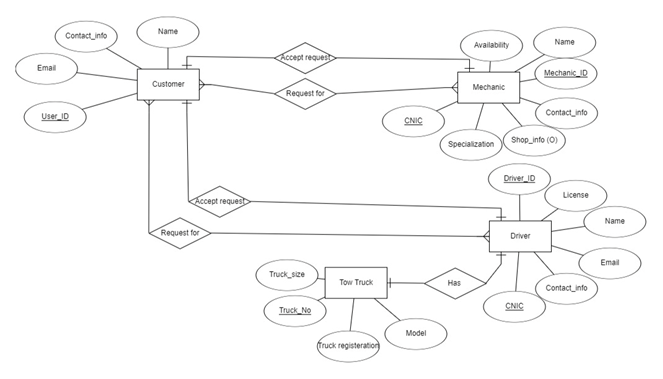 Contact_info
Name
Email
Customer
User_ID
Accept request
Request for
Availability
Name
Mechanic_ID
Mechanic
Contact_info
CNIC
Specialization
Shop_info (O)
Accept request
Request for
Driver_ID
License
Name
Driver
Email
Contact_info
CNIC
Truck_size
Tow Truck
Has
Truck_No
Truck registeration
Model